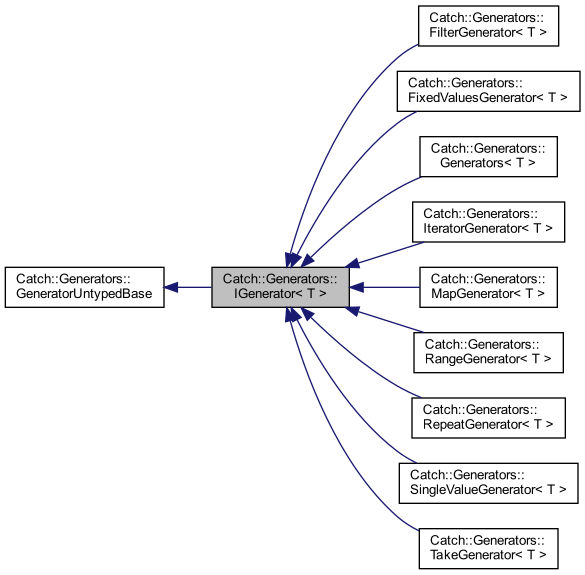 Catch::Generators::
GeneratorUntypedBase
Catch::Generators::
IGenerator< T >
Catch::Generators::
FilterGenerator< T >
Catch::Generators::
FixedValuesGenerator< T >
Catch::Generators::
Generators< T >
Catch::Generators::
IteratorGenerator< T >
Catch::Generators::
MapGenerator< T >
Catch::Generators::
RangeGenerator< T >
Catch::Generators::
RepeatGenerator< T >
Catch::Generators::
SingleValueGenerator< T >
Catch::Generators::
TakeGenerator< T >